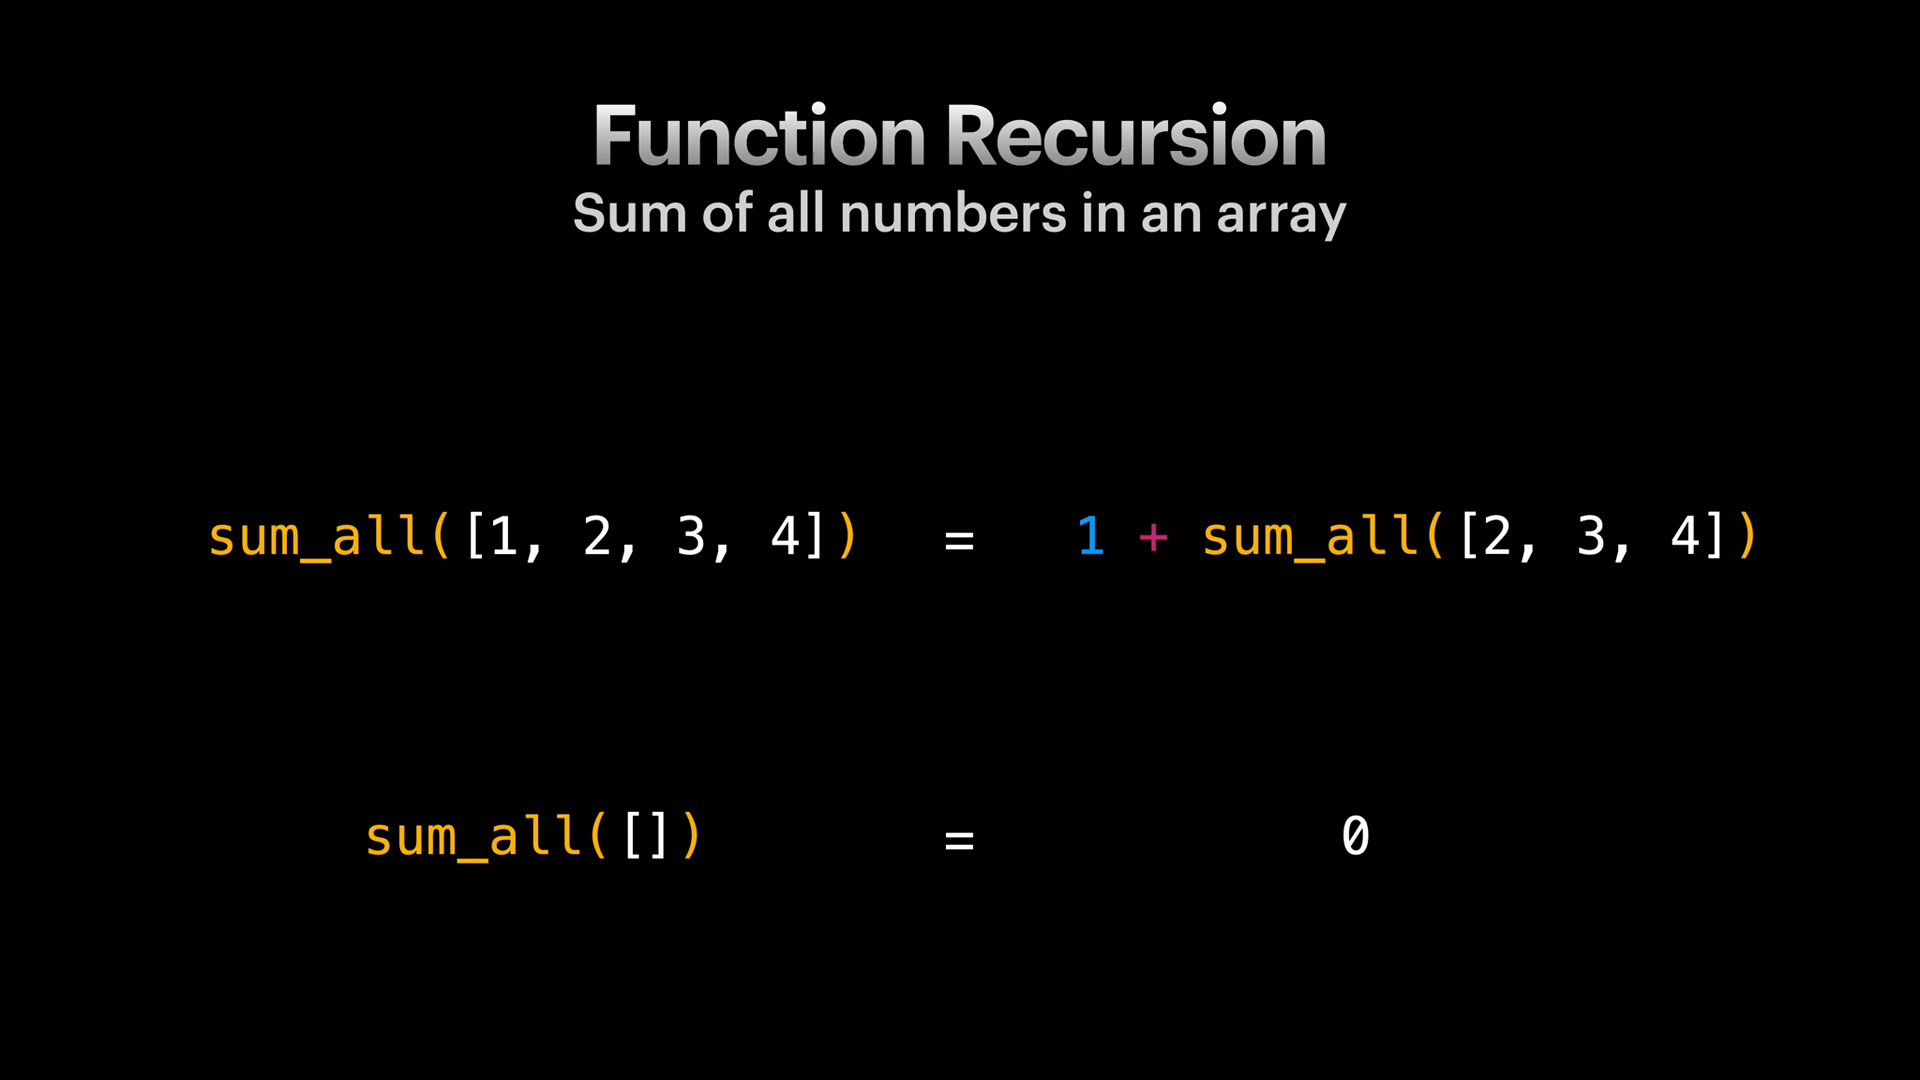 Function Recursion
Sum of all numbers in an array
sum_all([1, 2, 3, 4]) = 1 + sum_all([2, 3, 4])
sum_all([]) = 0